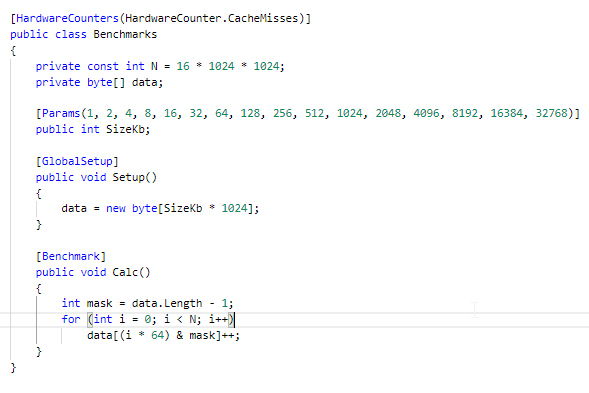 [HardwareCounters(HardwareCounter.CacheMisses)]
public class Benchmarks
{
    private const int N = 16 * 1024 * 1024;
    private byte[] data;

    [Params(1, 2, 4, 8, 16, 32, 64, 128, 256, 512, 1024, 2048, 4096, 8192, 16384, 32768)]
    public int SizeKb;

    [GlobalSetup]
    public void Setup()
    {
        data = new byte[SizeKb * 1024];
    }

    [Benchmark]
    public void Calc()
    {
        int mask = data.Length - 1;
        for (int i = 0; i < N; i++)
            data[(i * 64) & mask]++;
    }
}